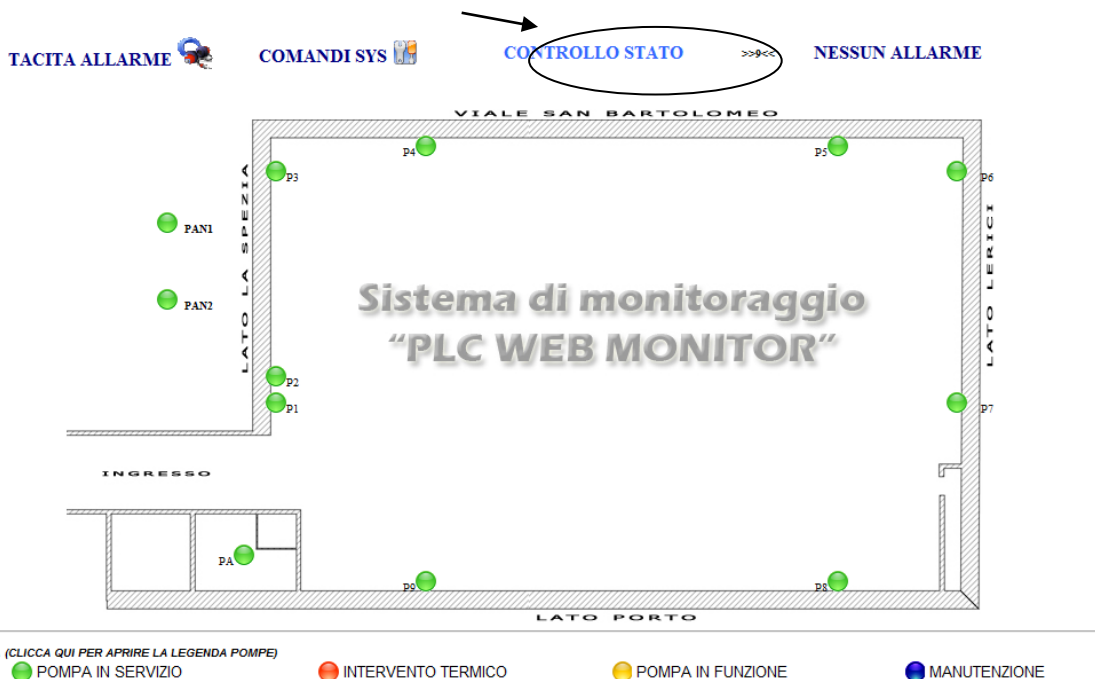 TACITA ALLARME
COMANDI SYS
CONTROLLO STATO
>>9<<
NESSUN ALLARME
VIALE SAN BARTOLOMEO
P4
P5
P3
P6
LATO LA SPEZIA
LATO LERICI
PAN1
PAN2
Sistema di monitoraggio
“PLC WEB MONITOR”
P2
P1
P7
INGRESSO
PA
P9
P8
LATO PORTO
(CLICCA QUI PER APRIRE LA LEGENDA POMPE)
POMPA IN SERVIZIO
INTERVENTO TERMICO
POMPA IN FUNZIONE
MANUTENZIONE